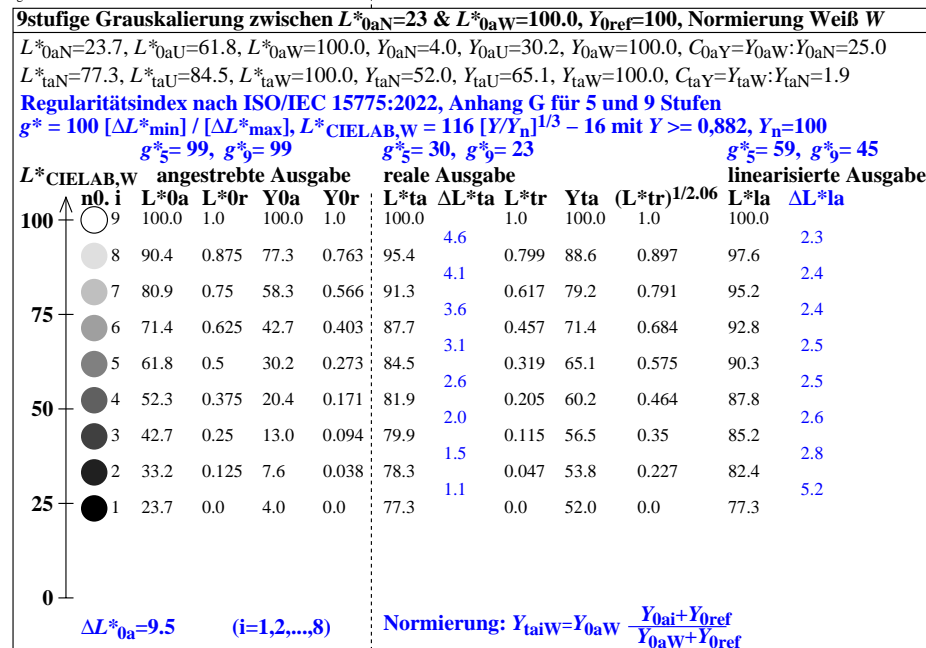 9stufige Grauskalierung zwischen L*0aN=23 & L*0aW=100.0, Y0ref=100, Normierung Weiß W
L*0aN=23.7, L*0aU=61.8, L*0aW=100.0, Y0aN=4.0, Y0aU=30.2, Y0aW=100.0, C0aY=Y0aW:Y0aN=25.0
L*taN=77.3, L*taU=84.5, L*taW=100.0, YtaN=52.0, YtaU=65.1, YtaW=100.0, CtaY=YtaW:YtaN=1.9
Regularitätsindex nach ISO/IEC 15775:2022, Anhang G für 5 und 9 Stufen
g* = 100 [ΔL*min] / [ΔL*max], L*CIELAB,W = 116 [Y/Yn]1/3 – 16 mit Y >= 0,882, Yn=100
g*5= 99, g*9= 99 g*5= 30, g*9= 23 g*5= 59, g*9= 45
L*CIELAB,W angestrebte Ausgabe reale Ausgabe linearisierte Ausgabe
n0. i L*0a L*0r Y0a Y0r L*ta ΔL*ta L*tr Yta (L*tr)1/2.06 L*la ΔL*la
100 9 100.0 1.0 100.0 1.0 100.0 1.0 100.0 1.0 100.0
4.6 2.3
8 90.4 0.875 77.3 0.763 95.4 0.799 88.6 0.897 97.6
4.1 2.4
7 80.9 0.75 58.3 0.566 91.3 0.617 79.2 0.791 95.2
75 3.6 2.4
6 71.4 0.625 42.7 0.403 87.7 0.457 71.4 0.684 92.8
3.1 2.5
5 61.8 0.5 30.2 0.273 84.5 0.319 65.1 0.575 90.3
2.6 2.5
4 52.3 0.375 20.4 0.171 81.9 0.205 60.2 0.464 87.8
50 2.0 2.6
3 42.7 0.25 13.0 0.094 79.9 0.115 56.5 0.35 85.2
1.5 2.8
2 33.2 0.125 7.6 0.038 78.3 0.047 53.8 0.227 82.4
1.1 5.2
25 1 23.7 0.0 4.0 0.0 77.3 0.0 52.0 0.0 77.3
0
ΔL*0a=9.5 (i=1,2,...,8) Normierung: YtaiW=Y0aW Y0ai+Y0ref
Y0aW+Y0ref